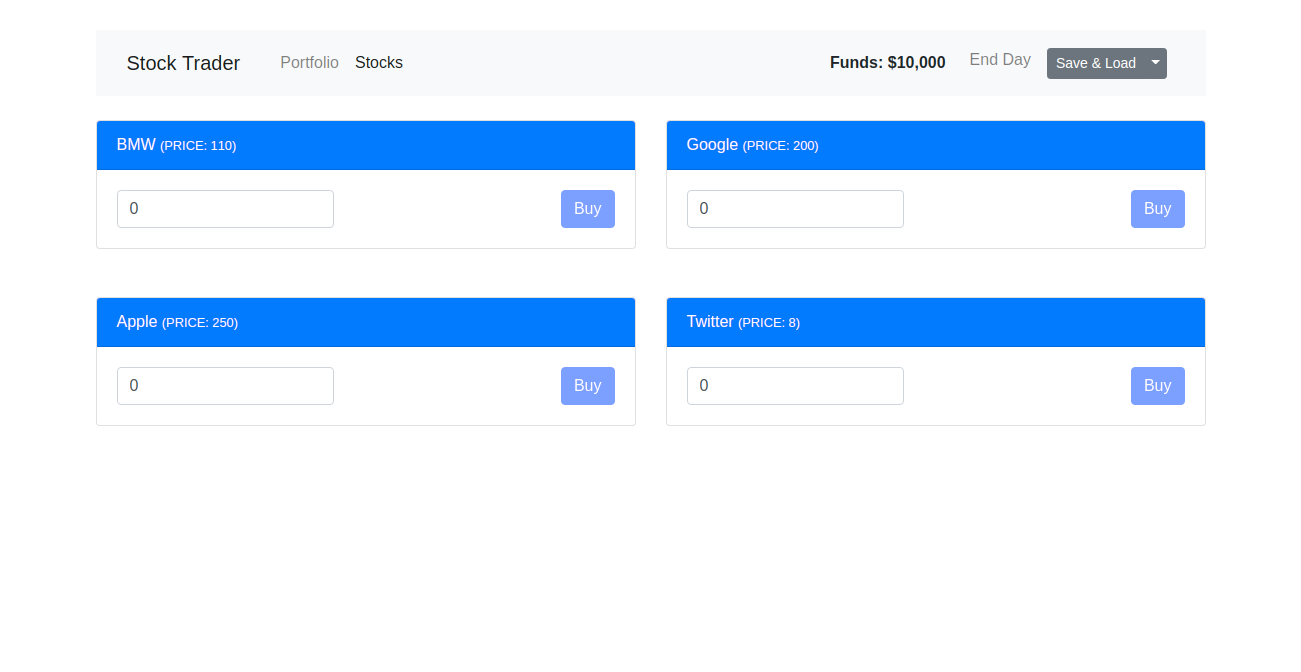 Stock Trader Portfolio Stocks Funds: $10,000 End Day Save & Load
BMW (PRICE: 110)
0 Buy
Google (PRICE: 200)
0 Buy
Apple (PRICE: 250)
0 Buy
Twitter (PRICE: 8)
0 Buy